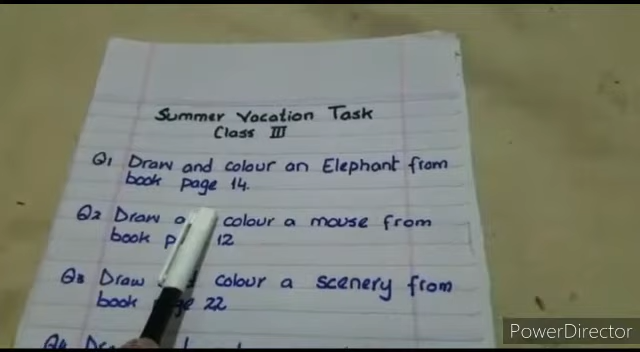 Summer Vacation Task
Class III
Q1 Draw and colour an Elephant from
book page 14.
Q2 Draw a colour a mouse from
book p 12
Q3 Draw colour a scenery from
book 22
Q4
PowerDirector